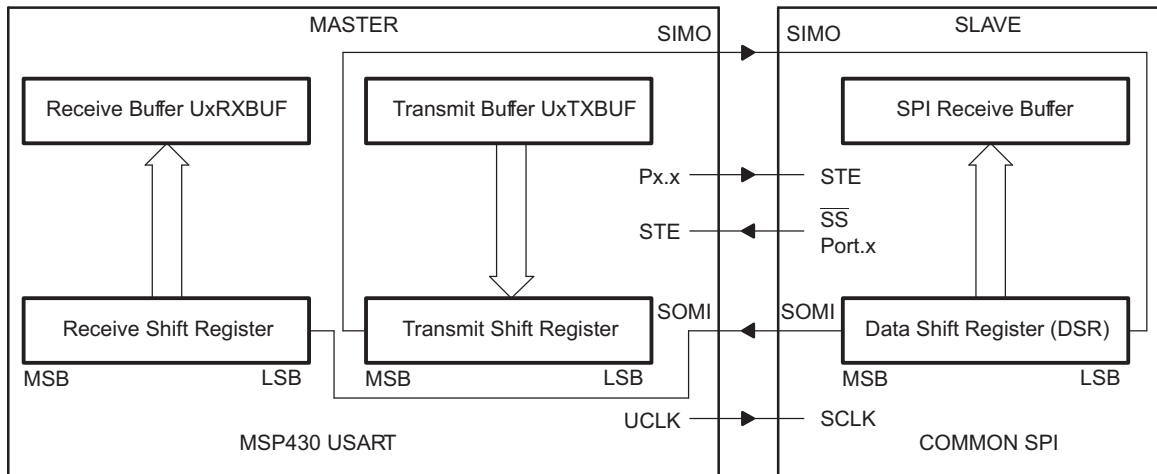 MASTER
SLAVE
SIMO
SIMO
Receive Buffer UxRXBUF
Transmit Buffer UxTXBUF
SPI Receive Buffer
Px.x
STE
STE
SS
Port.x
SOMI
SOMI
Receive Shift Register
Transmit Shift Register
Data Shift Register (DSR)
MSB
LSB
MSB
LSB
MSB
LSB
UCLK
SCLK
MSP430 USART
COMMON SPI